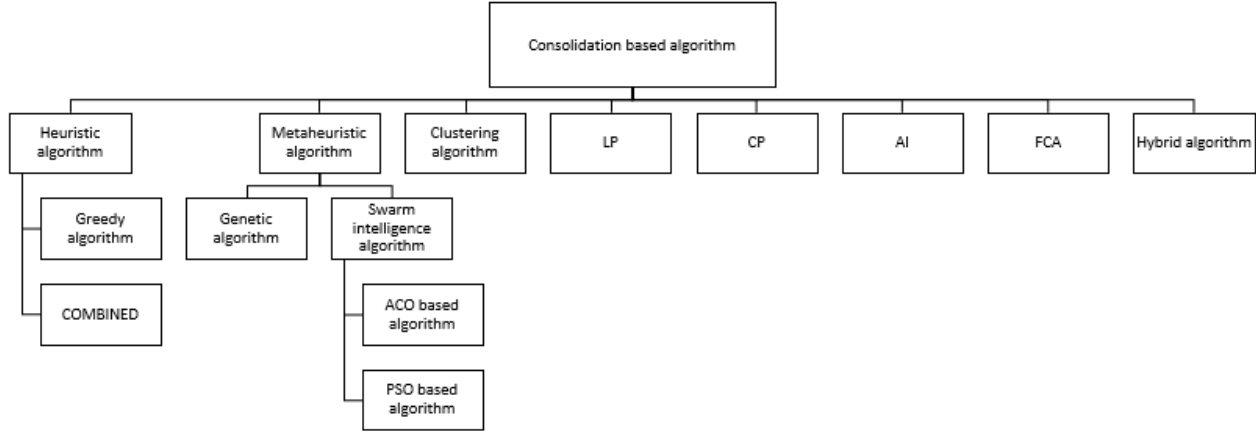 Consolidation based algorithm
Heuristic
algorithm
Metaheuristic
algorithm
Clustering
algorithm
LP
CP
AI
FCA
Hybrid algorithm
Greedy
algorithm
Genetic
algorithm
Swarm
intelligence
algorithm
COMBINED
ACO based
algorithm
PSO based
algorithm